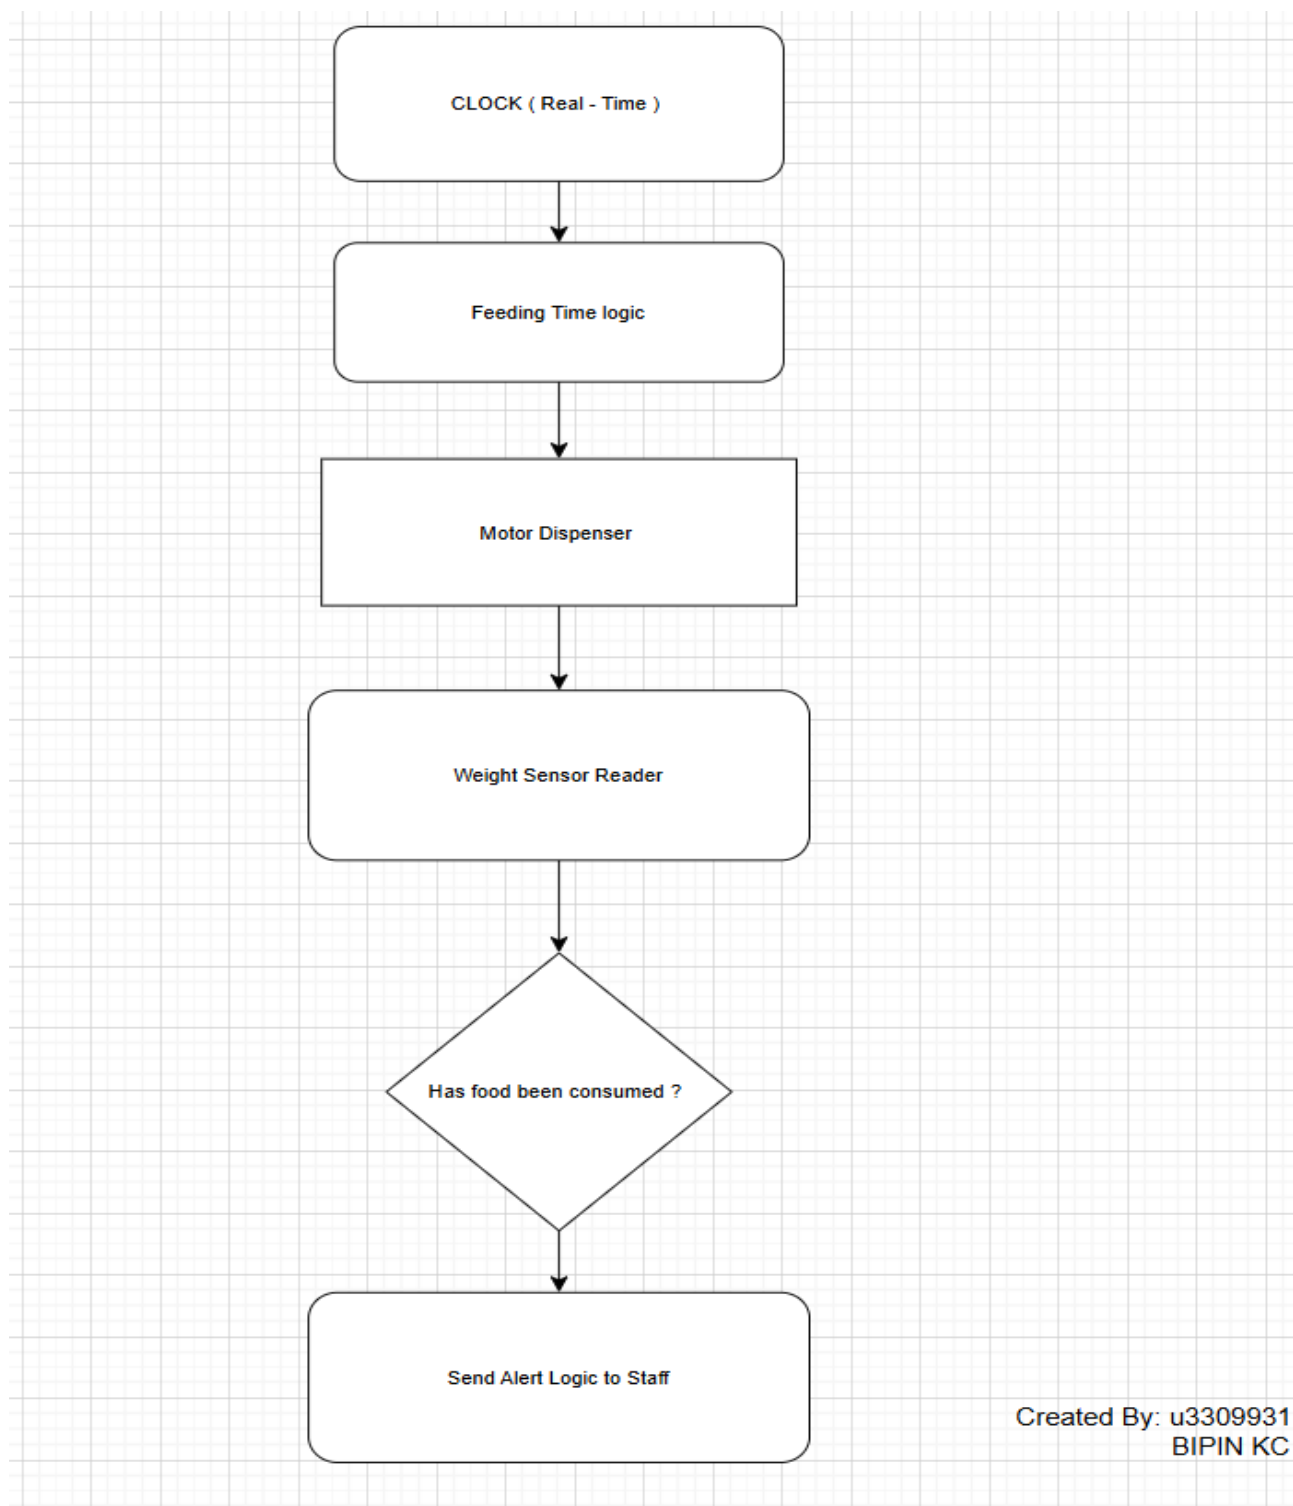 CLOCK ( Real - Time )
Feeding Time logic
Motor Dispenser
Weight Sensor Reader
Has food been consumed ?
Send Alert Logic to Staff
Created By: u3309931
BIPIN KC